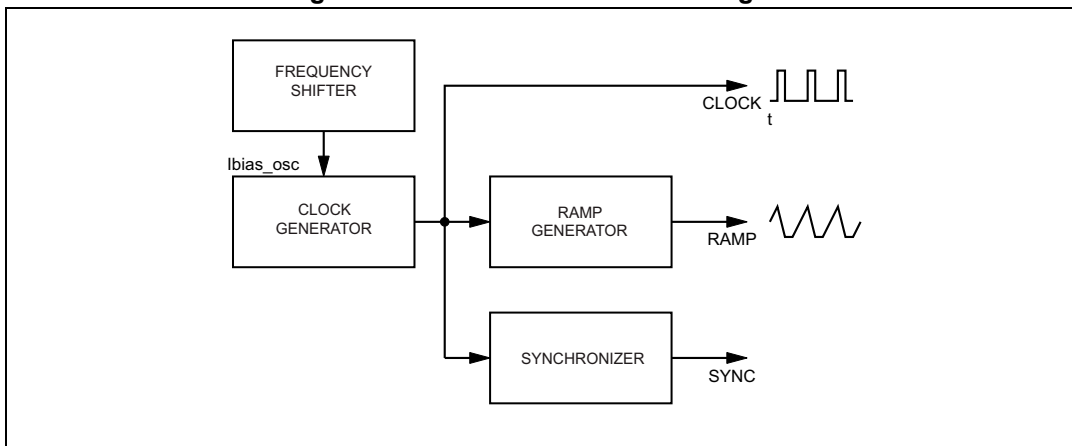 FREQUENCY
SHIFTER
CLOCK
t
Ibias_osc
CLOCK
GENERATOR
RAMP
GENERATOR
RAMP
SYNCHRONIZER
SYNC